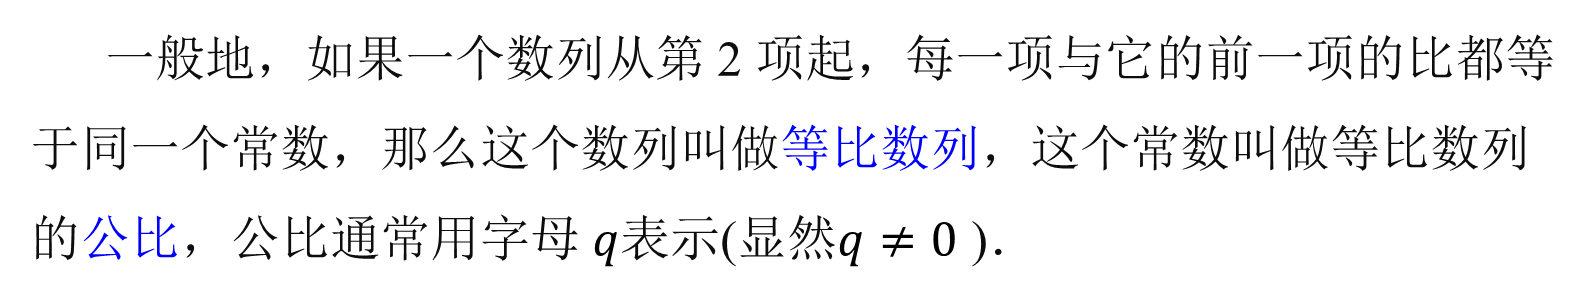 一般地，如果一个数列从第 2 项起，每一项与它的前一项的比都等
于同一个常数，那么这个数列叫做等比数列，这个常数叫做等比数列
的公比，公比通常用字母 q表示(显然q ≠ 0 ).